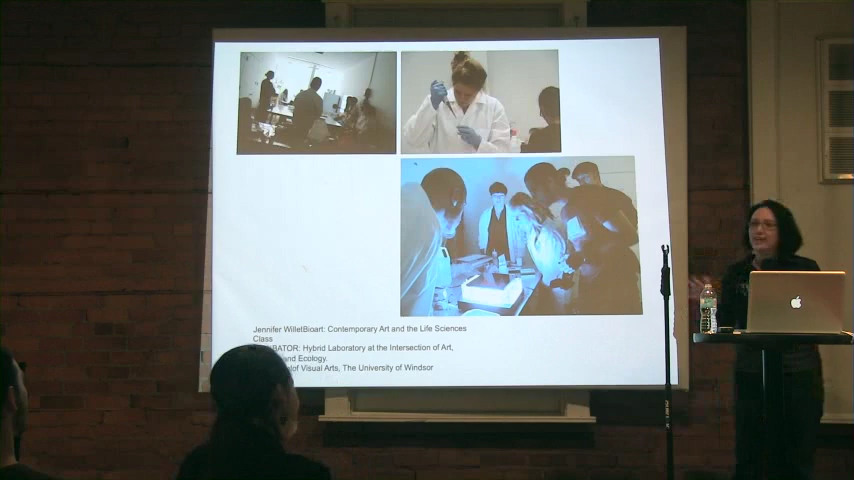 Jennifer WilletBioart: Contemporary Art and the Life Sciences
Class
BATOR: Hybrid Laboratory at the Intersection of Art,
and Ecology.
of Visual Arts, The University of Windsor